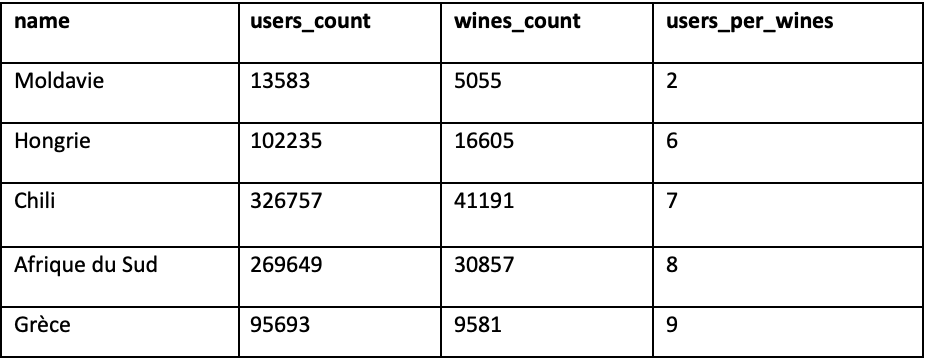 name users_count wines_count users_per_wines
Moldavie 13583 5055 2
Hongrie 102235 16605 6
Chili 326757 41191 7
Afrique du Sud 269649 30857 8
Grèce 95693 9581 9